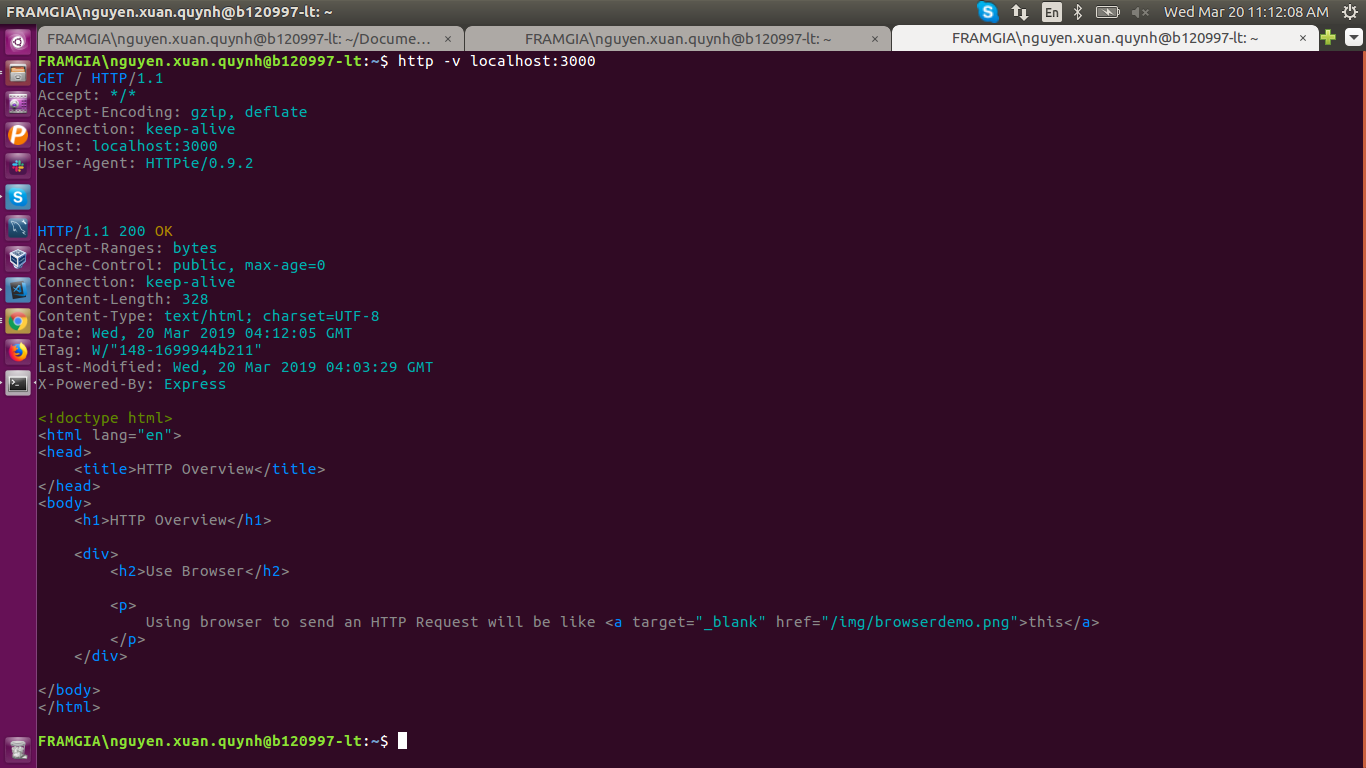 FRAMGIA\nguyen.xuan.quynh@b120997-lt: ~
En
Wed Mar 20 11:12:08 AM
FRAMGIA\nguyen.xuan.quynh@b120997-lt: ~/Docume... ×
FRAMGIA\nguyen.xuan.quynh@b120997-lt: ~ ×
FRAMGIA\nguyen.xuan.quynh@b120997-lt: ~ ×
FRAMGIA\nguyen.xuan.quynh@b120997-lt:~$ http -v localhost:3000
GET / HTTP/1.1
Accept: */*
Accept-Encoding: gzip, deflate
Connection: keep-alive
Host: localhost:3000
User-Agent: HTTPie/0.9.2
HTTP/1.1 200 OK
Accept-Ranges: bytes
Cache-Control: public, max-age=0
Connection: keep-alive
Content-Length: 328
Content-Type: text/html; charset=UTF-8
Date: Wed, 20 Mar 2019 04:12:05 GMT
ETag: W/"148-1699944b211"
Last-Modified: Wed, 20 Mar 2019 04:03:29 GMT
X-Powered-By: Express
<!doctype html>
<html lang="en">
<head>
    <title>HTTP Overview</title>
</head>
<body>
    <h1>HTTP Overview</h1>
    <div>
        <h2>Use Browser</h2>
        <p>
            Using browser to send an HTTP Request will be like <a target="_blank" href="/img/browserdemo.png">this</a>
        </p>
    </div>
</body>
</html>
FRAMGIA\nguyen.xuan.quynh@b120997-lt:~$